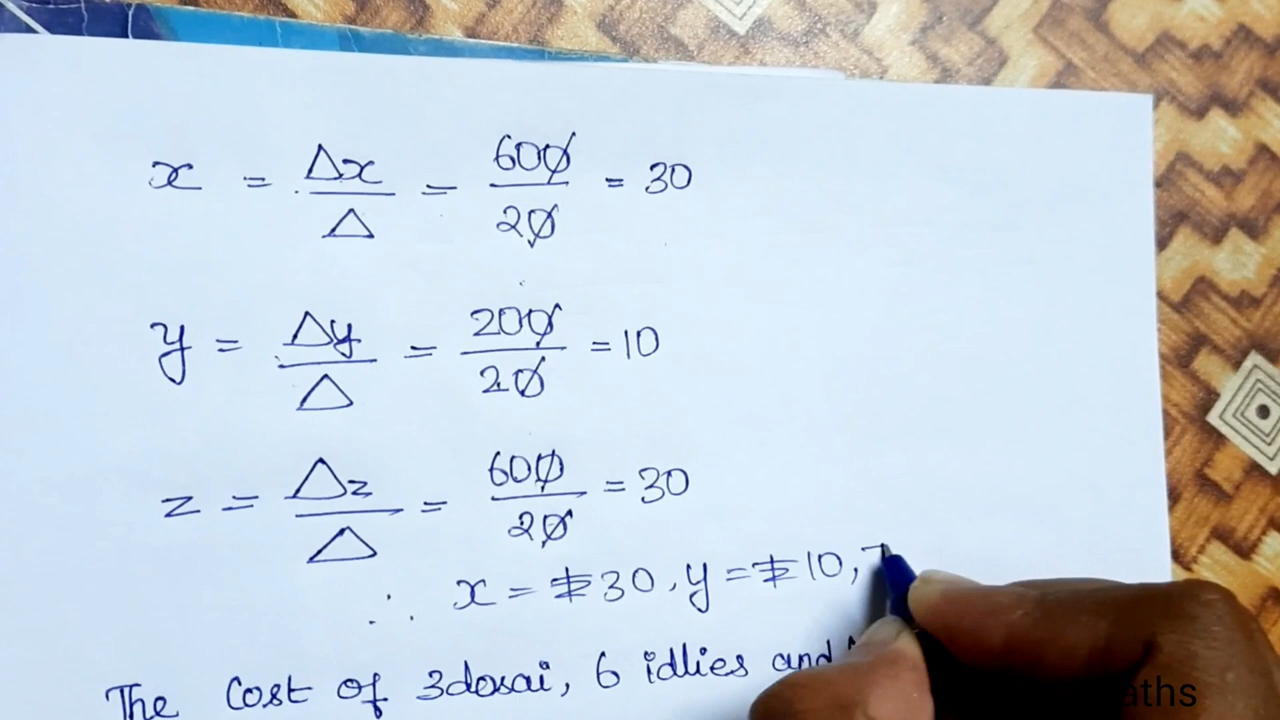 x = Δx/Δ = 600/20 = 30
y = Δy/Δ = 200/20 = 10
z = Δz/Δ = 600/20 = 30
∴ x = ₹30, y = ₹10,
The Cost of 3dosai, 6 idlies and
aths